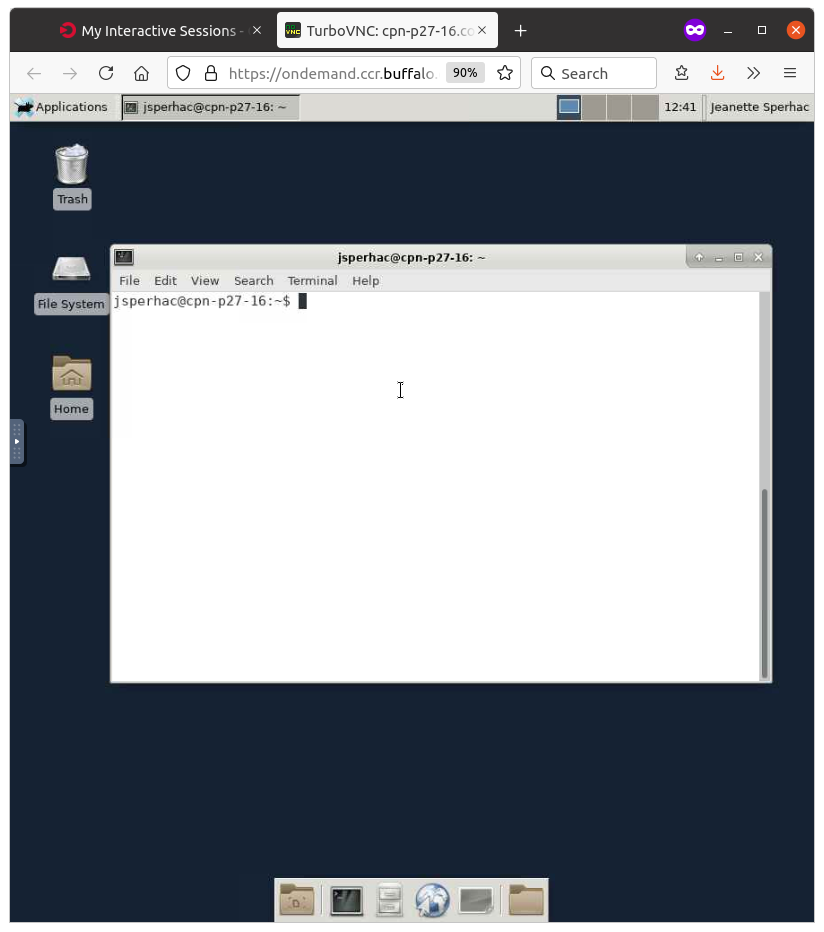 My Interactive Sessions -
TurboVNC: cpn-p27-16.co
https://ondemand.ccr.buffalo.
90%
Search
Applications
jsperhac@cpn-p27-16: ~
12:41
Jeanette Sperhac
Trash
File System
Home
jsperhac@cpn-p27-16: ~
File Edit View Search Terminal Help
jsperhac@cpn-p27-16:~$